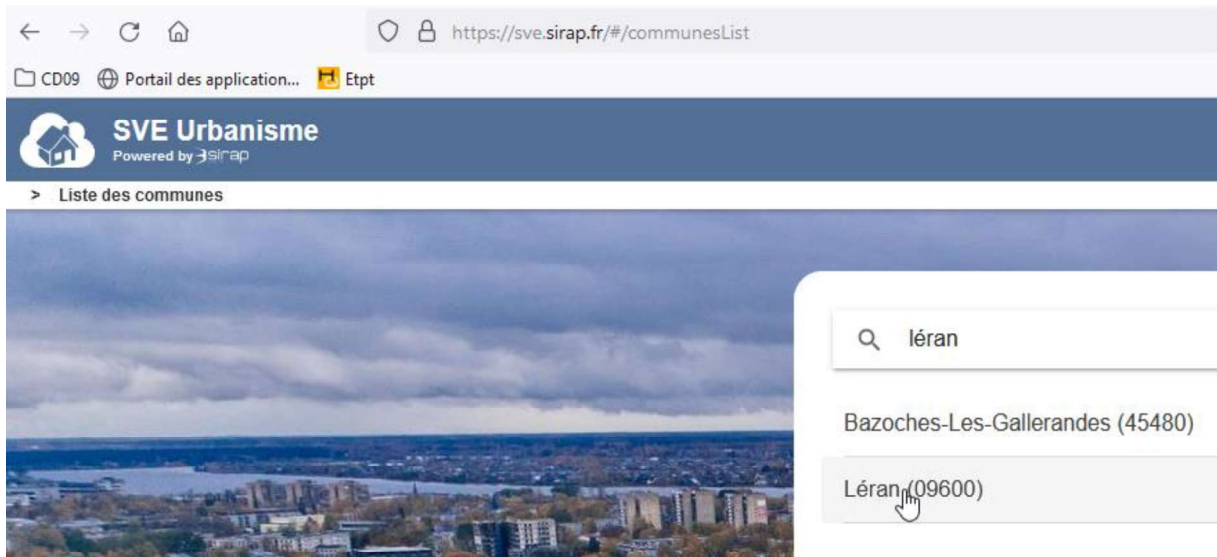 https://sve.sirap.fr/#/communesList
CD09 Portail des application... Etpt
SVE Urbanisme
Powered by sirap
> Liste des communes
léran
Bazoches-Les-Gallerandes (45480)
Léran (09600)